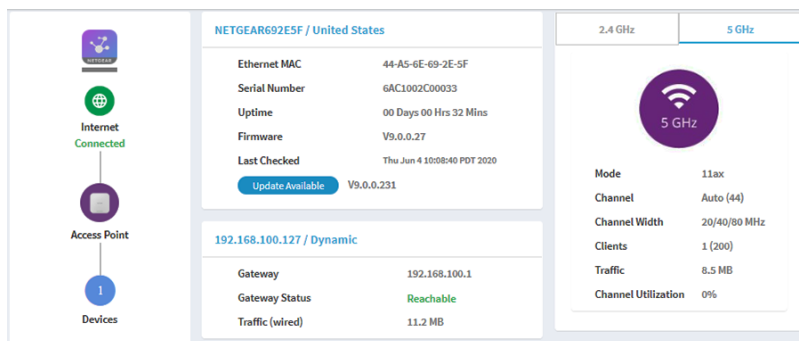 NETGEAR
Internet
Connected
Access Point
1
Devices
NETGEAR692E5F / United States
Ethernet MAC 44-A5-6E-69-2E-5F
Serial Number 6AC1002C00033
Uptime 00 Days 00 Hrs 32 Mins
Firmware V9.0.0.27
Last Checked Thu Jun 4 10:08:40 PDT 2020
Update Available V9.0.0.231
192.168.100.127 / Dynamic
Gateway 192.168.100.1
Gateway Status Reachable
Traffic (wired) 11.2 MB
2.4 GHz 5 GHz
5 GHz
Mode 11ax
Channel Auto (44)
Channel Width 20/40/80 MHz
Clients 1 (200)
Traffic 8.5 MB
Channel Utilization 0%